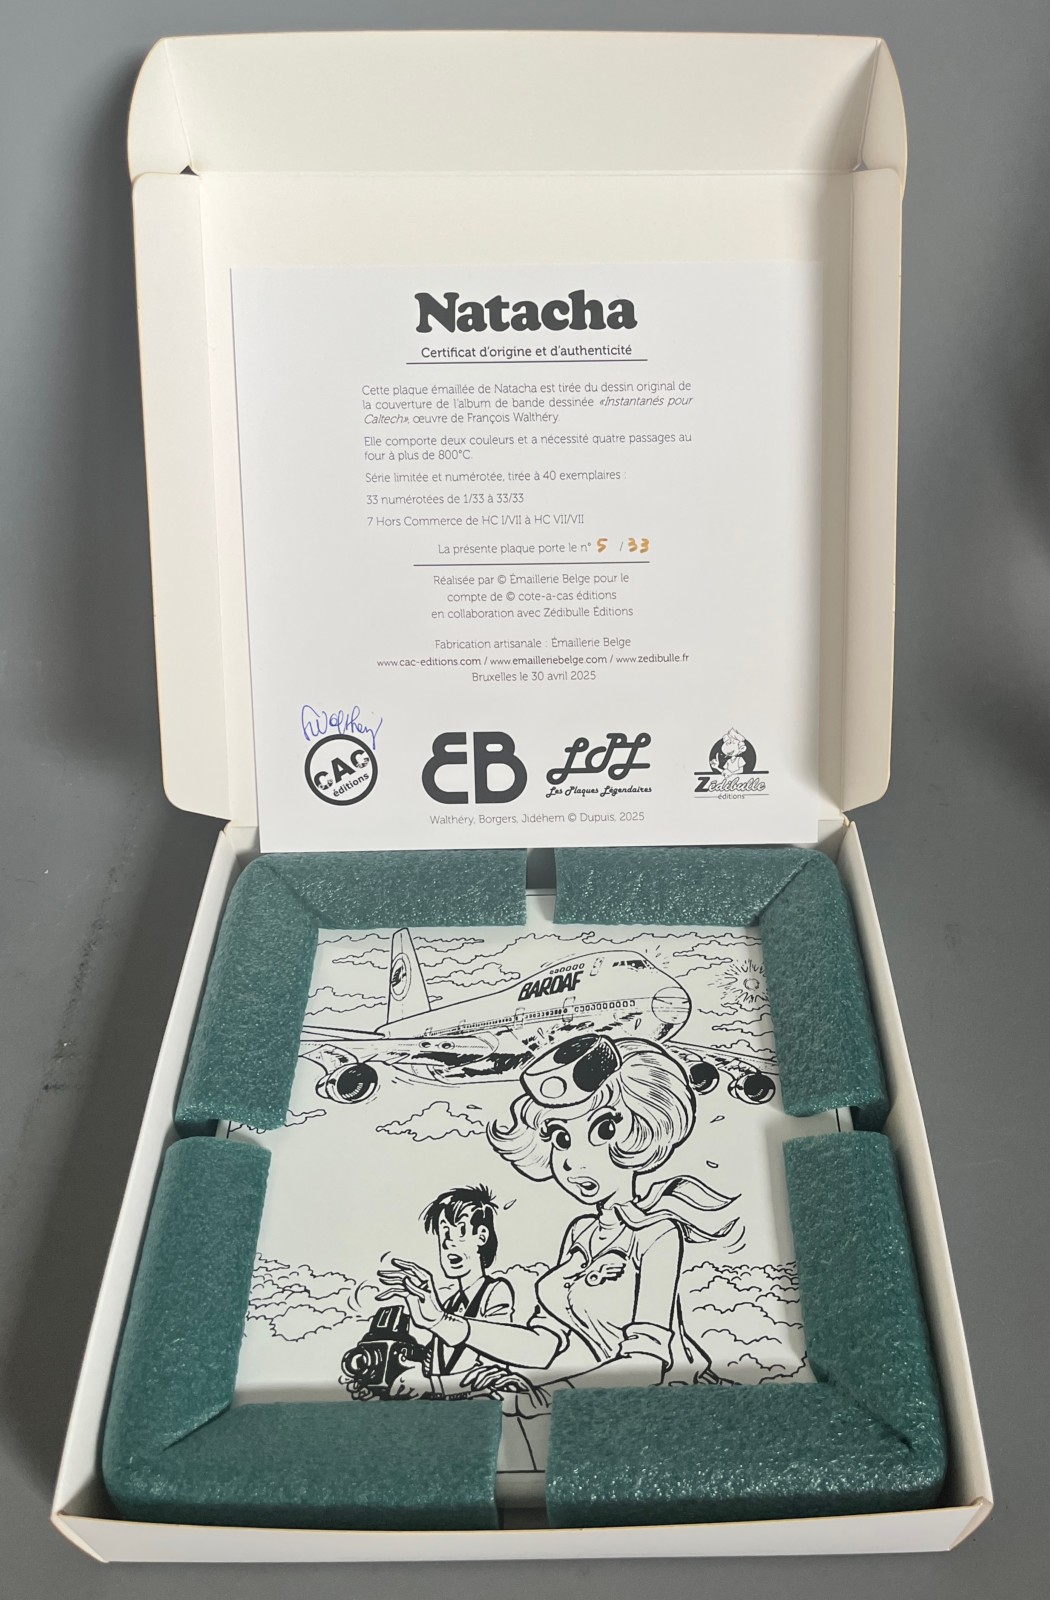 Natacha
Certificat d'origine et d'authenticité
Cette plaque émaillée de Natacha est tirée du dessin original de
la couverture de l'album de bande dessinée «Instantanés pour
Caltech», œuvre de François Walthéry.
Elle comporte deux couleurs et a nécessité quatre passages au
four à plus de 800°C.
Série limitée et numérotée, tirée à 40 exemplaires :
33 numérotées de 1/33 à 33/33
7 Hors Commerce de HC I/VII à HC VII/VII
La présente plaque porte le n° 5 / 33
Réalisée par © Émaillerie Belge pour le
compte de © cote-a-cas éditions
en collaboration avec Zédibulle Éditions
Fabrication artisanale : Émaillerie Belge
www.cac-editions.com / www.emailleriebelge.com / www.zedibulle.fr
Bruxelles le 30 avril 2025
Walthéry
CAC
éditions
EB
LPL
Les Plaques Légendaires
Zédibulle
éditions
Walthéry, Borgers, Jidéhem © Dupuis, 2025
BARDAF